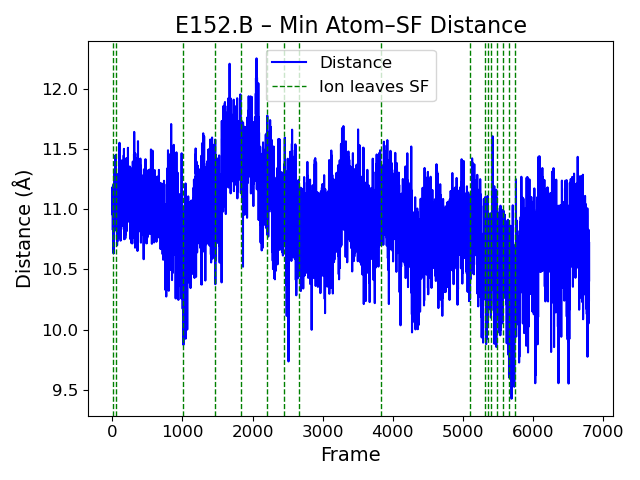 E152.B – Min Atom–SF Distance
Distance
Ion leaves SF
Distance (Å)
12.0
11.5
11.0
10.5
10.0
9.5
0 1000 2000 3000 4000 5000 6000 7000
Frame